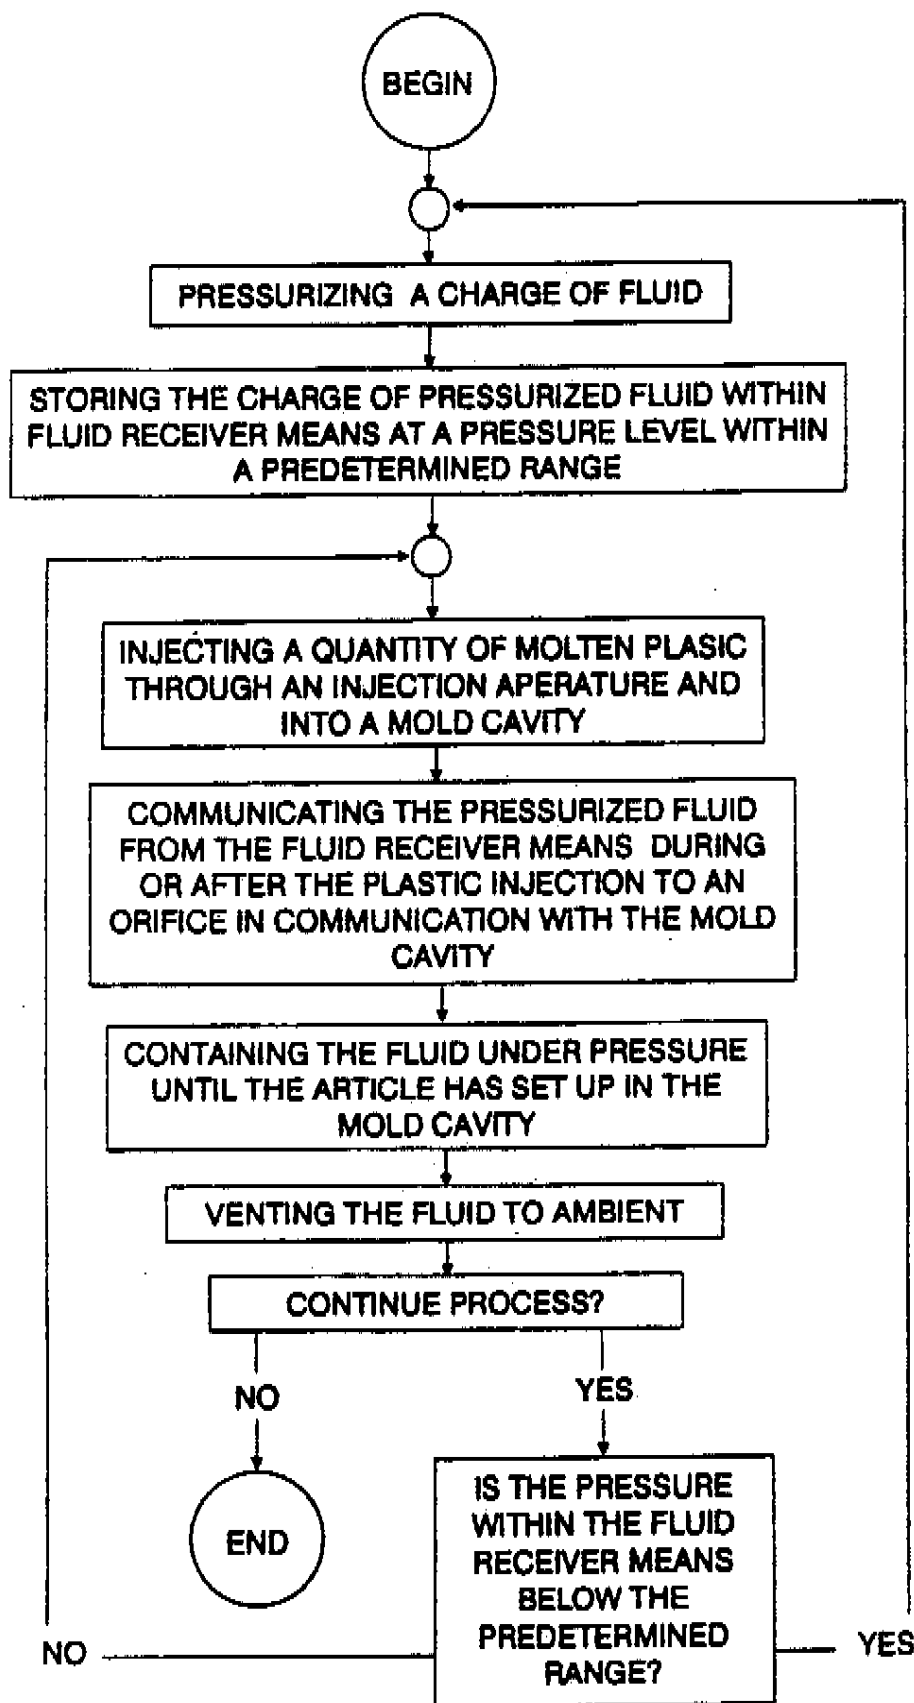 BEGIN
PRESSURIZING A CHARGE OF FLUID
STORING THE CHARGE OF PRESSURIZED FLUID WITHIN
FLUID RECEIVER MEANS AT A PRESSURE LEVEL WITHIN
A PREDETERMINED RANGE
INJECTING A QUANTITY OF MOLTEN PLASIC
THROUGH AN INJECTION APERATURE AND
INTO A MOLD CAVITY
COMMUNICATING THE PRESSURIZED FLUID
FROM THE FLUID RECEIVER MEANS DURING
OR AFTER THE PLASTIC INJECTION TO AN
ORIFICE IN COMMUNICATION WITH THE MOLD
CAVITY
CONTAINING THE FLUID UNDER PRESSURE
UNTIL THE ARTICLE HAS SET UP IN THE
MOLD CAVITY
VENTING THE FLUID TO AMBIENT
CONTINUE PROCESS?
NO
YES
END
IS THE PRESSURE
WITHIN THE FLUID
RECEIVER MEANS
BELOW THE
PREDETERMINED
RANGE?
NO
YES